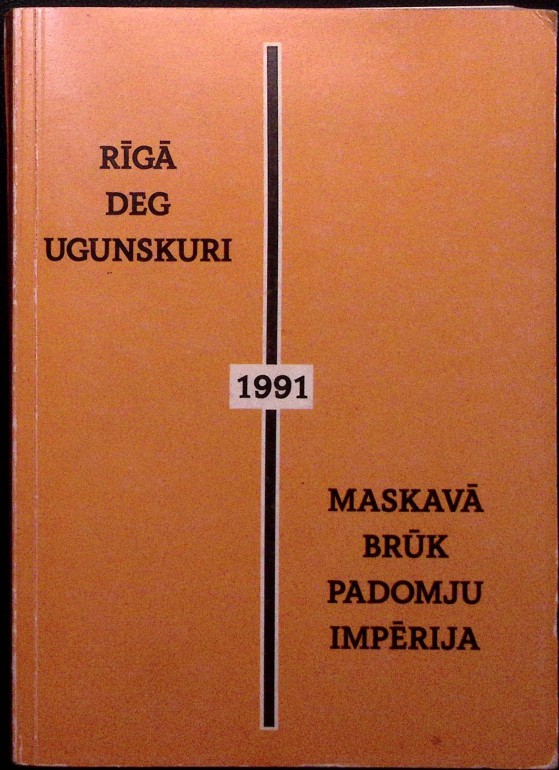 RĪGĀ
DEG
UGUNSKURI
1991
MASKAVĀ
BRŪK
PADOMJU
IMPĒRIJA